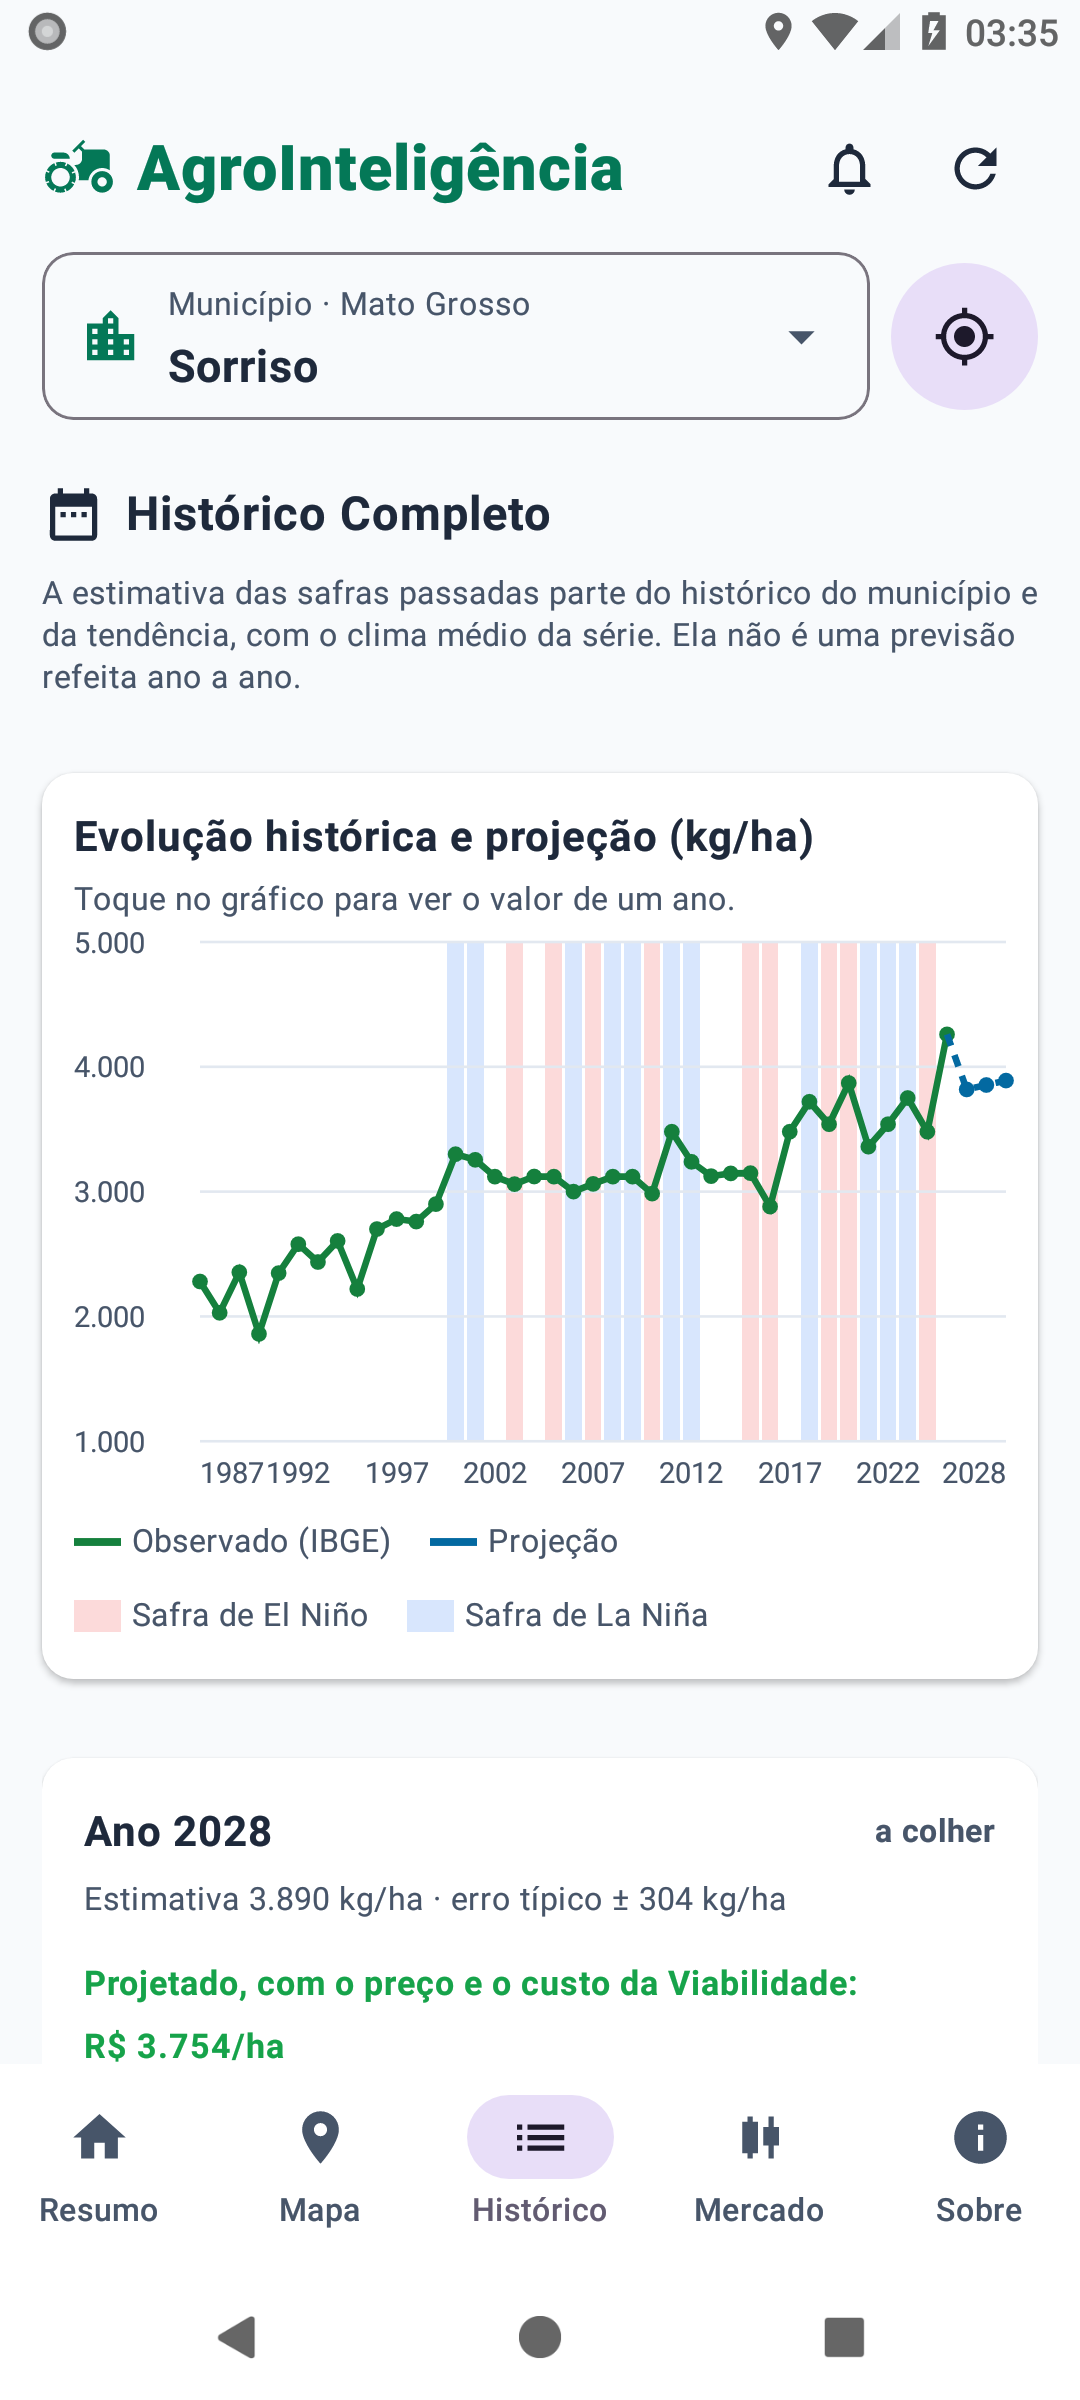 03:35
AgroInteligência
Município · Mato Grosso
Sorriso
Histórico Completo
A estimativa das safras passadas parte do histórico do município e
da tendência, com o clima médio da série. Ela não é uma previsão
refeita ano a ano.
Evolução histórica e projeção (kg/ha)
Toque no gráfico para ver o valor de um ano.
5.000
4.000
3.000
2.000
1.000
1987 1992 1997 2002 2007 2012 2017 2022 2028
Observado (IBGE) Projeção
Safra de El Niño Safra de La Niña
Ano 2028 a colher
Estimativa 3.890 kg/ha · erro típico ± 304 kg/ha
Projetado, com o preço e o custo da Viabilidade:
R$ 3.754/ha
Resumo Mapa Histórico Mercado Sobre